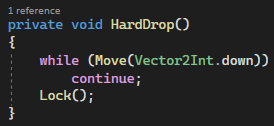 1 reference
private void HardDrop()
{
while (Move(Vector2Int.down))
continue;
Lock();
}